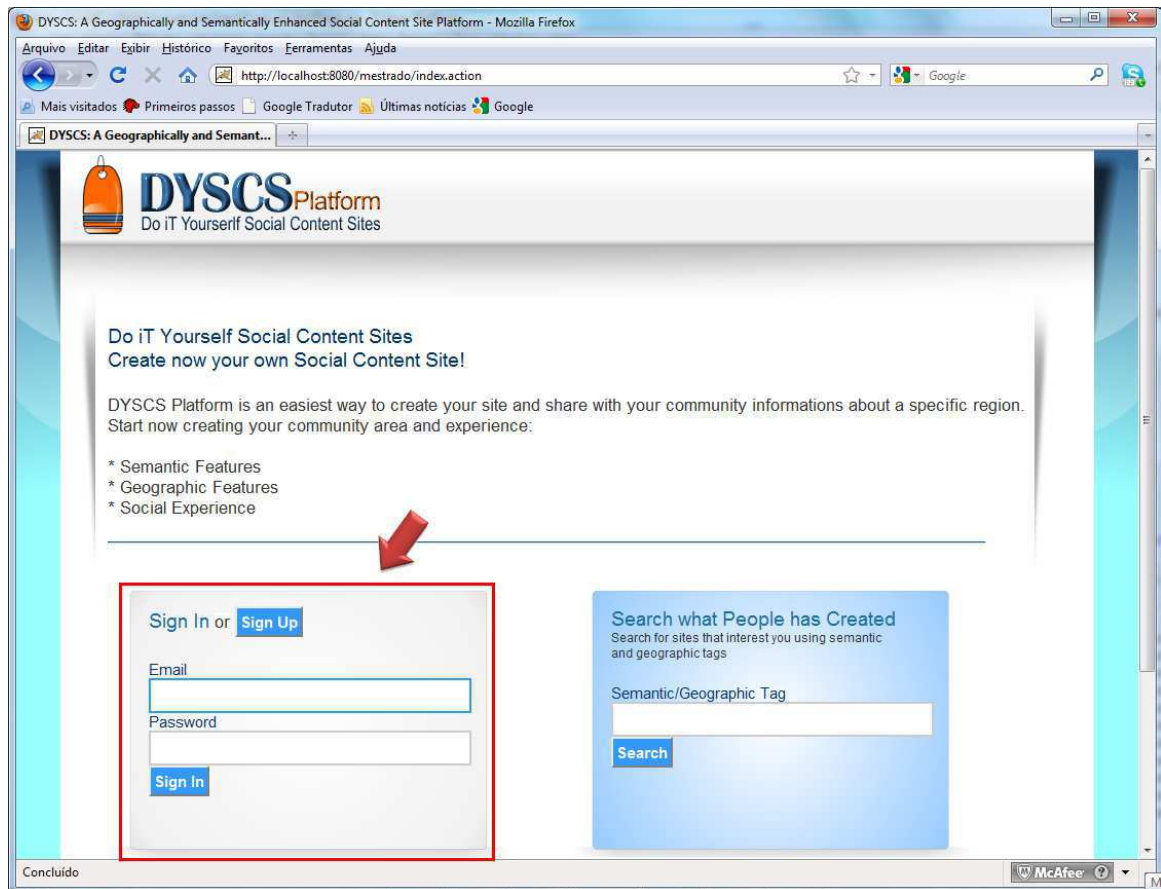 DYSCS: A Geographically and Semantically Enhanced Social Content Site Platform - Mozilla Firefox
Arquivo Editar Exibir Histórico Favoritos Ferramentas Ajuda
http://localhost:8080/mestrado/index.action
Google
Mais visitados Primeiros passos Google Tradutor Últimas notícias Google
DYSCS: A Geographically and Semant...
DYSCS Platform
Do iT Yourserlf Social Content Sites
Do iT Yourself Social Content Sites
Create now your own Social Content Site!
DYSCS Platform is an easiest way to create your site and share with your community informations about a specific region.
Start now creating your community area and experience:
* Semantic Features
* Geographic Features
* Social Experience
Sign In or Sign Up
Email
Password
Sign In
Search what People has Created
Search for sites that interest you using semantic
and geographic tags
Semantic/Geographic Tag
Search
Concluído
McAfee
M